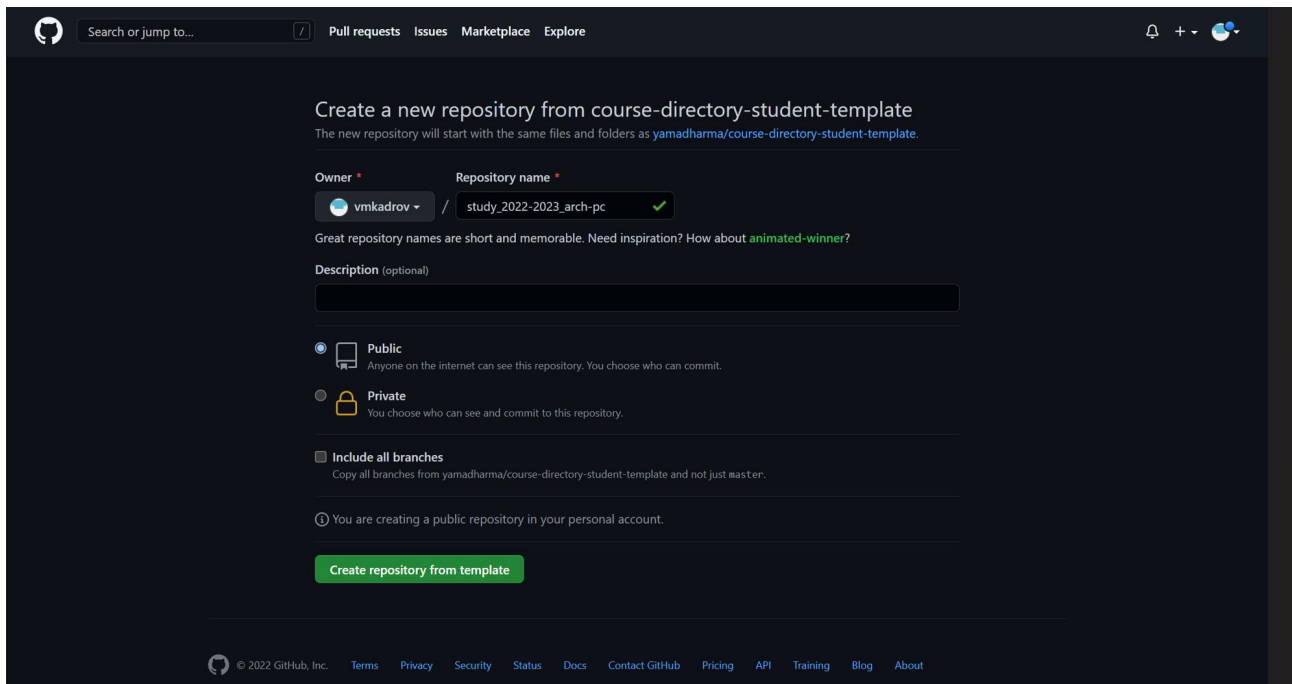 Search or jump to... / Pull requests Issues Marketplace Explore
Create a new repository from course-directory-student-template
The new repository will start with the same files and folders as yamadharma/course-directory-student-template.
Owner * Repository name *
vmkadrov / study_2022-2023_arch-pc
Great repository names are short and memorable. Need inspiration? How about animated-winner?
Description (optional)
Public
Anyone on the internet can see this repository. You choose who can commit.
Private
You choose who can see and commit to this repository.
Include all branches
Copy all branches from yamadharma/course-directory-student-template and not just master.
You are creating a public repository in your personal account.
Create repository from template
© 2022 GitHub, Inc. Terms Privacy Security Status Docs Contact GitHub Pricing API Training Blog About